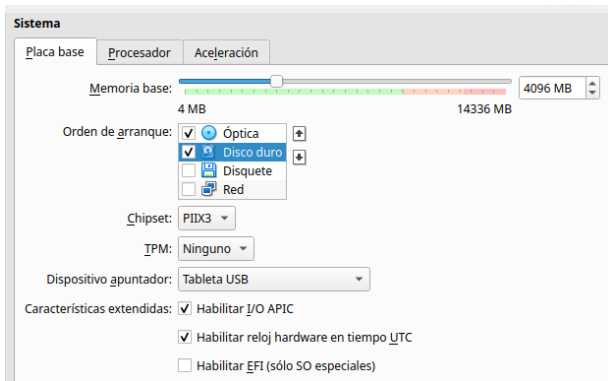 Sistema
Placa base Procesador Aceleración
Memoria base: 4096 MB
4 MB 14336 MB
Orden de arranque: Óptica
Disco duro
Disquete
Red
Chipset: PIIX3
TPM: Ninguno
Dispositivo apuntador: Tableta USB
Características extendidas: Habilitar I/O APIC
Habilitar reloj hardware en tiempo UTC
Habilitar EFI (sólo SO especiales)